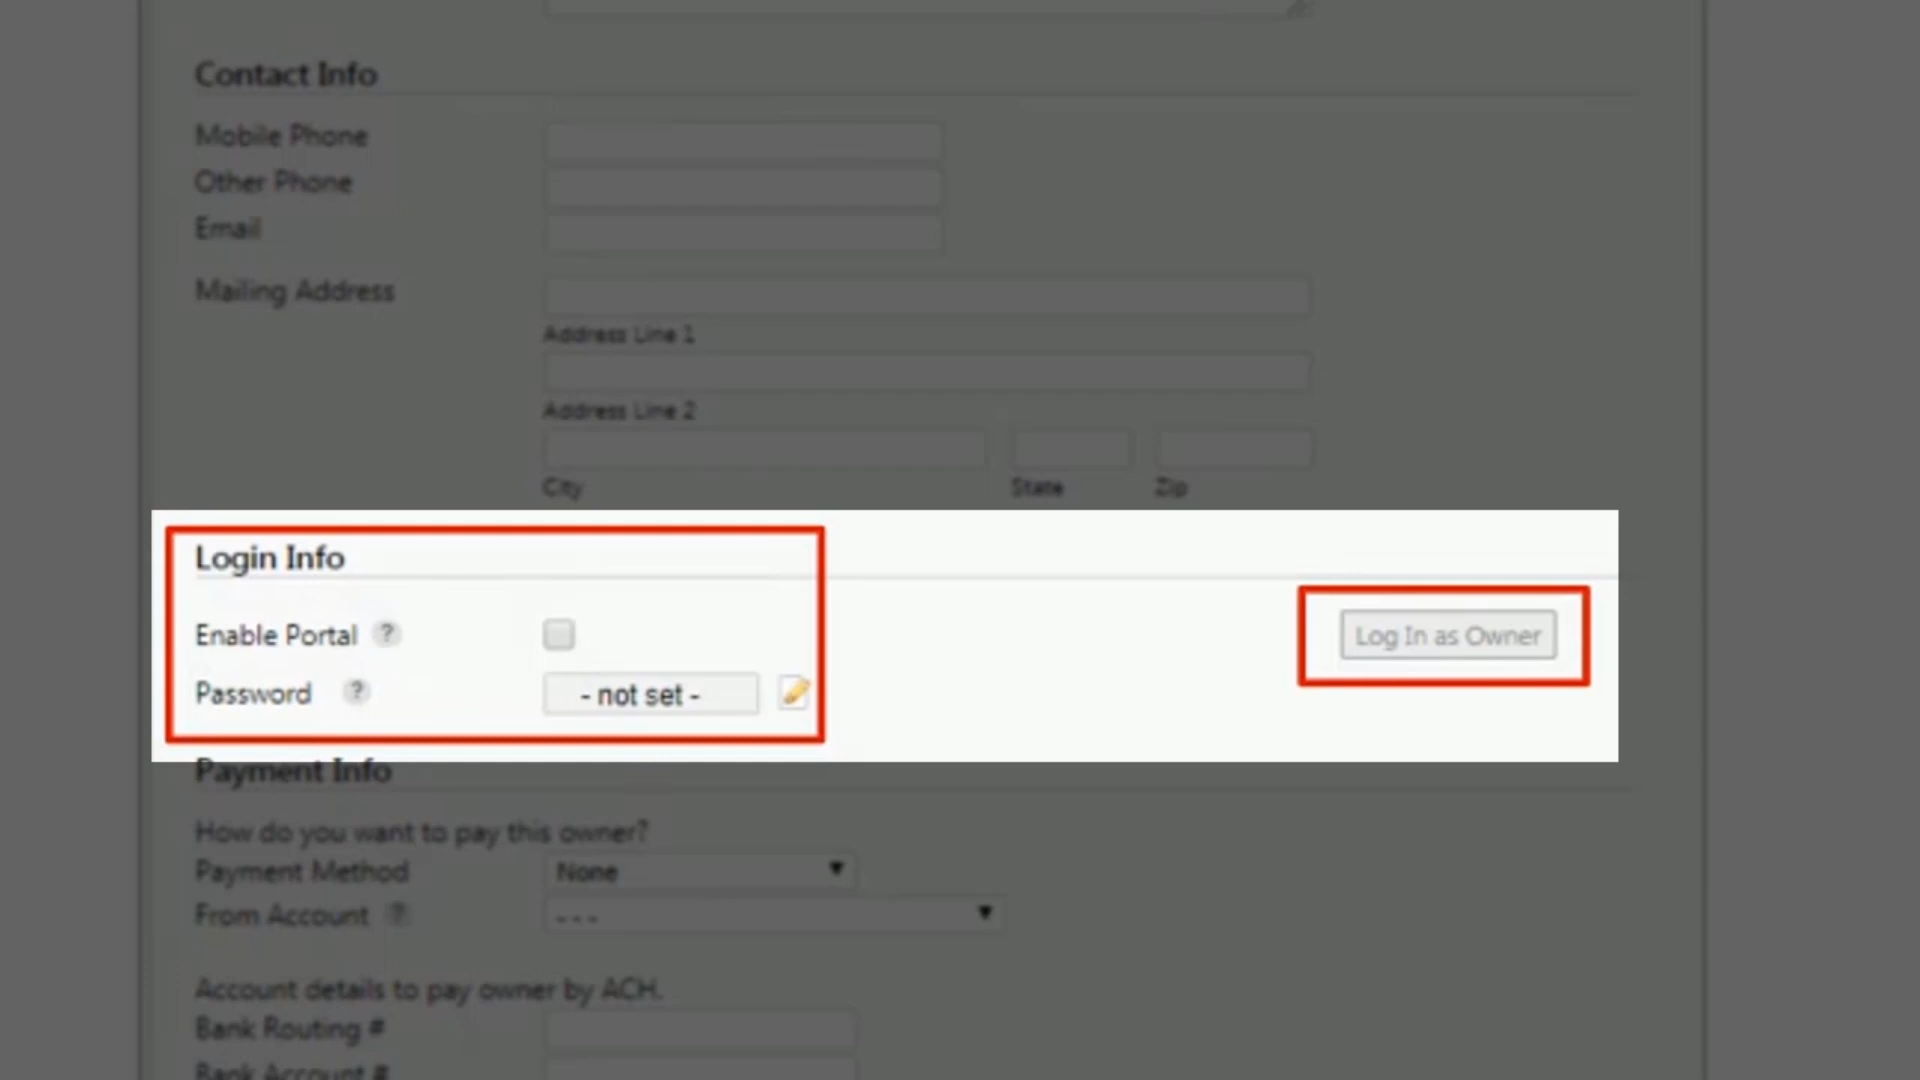 Contact Info
Mobile Phone
Other Phone
Email
Mailing Address
Address Line 1
Address Line 2
City State Zip
Login Info
Enable Portal ? Log In as Owner
Password ? - not set -
Payment Info
How do you want to pay this owner?
Payment Method None
From Account ? - - -
Account details to pay owner by ACH.
Bank Routing #
Bank Account #